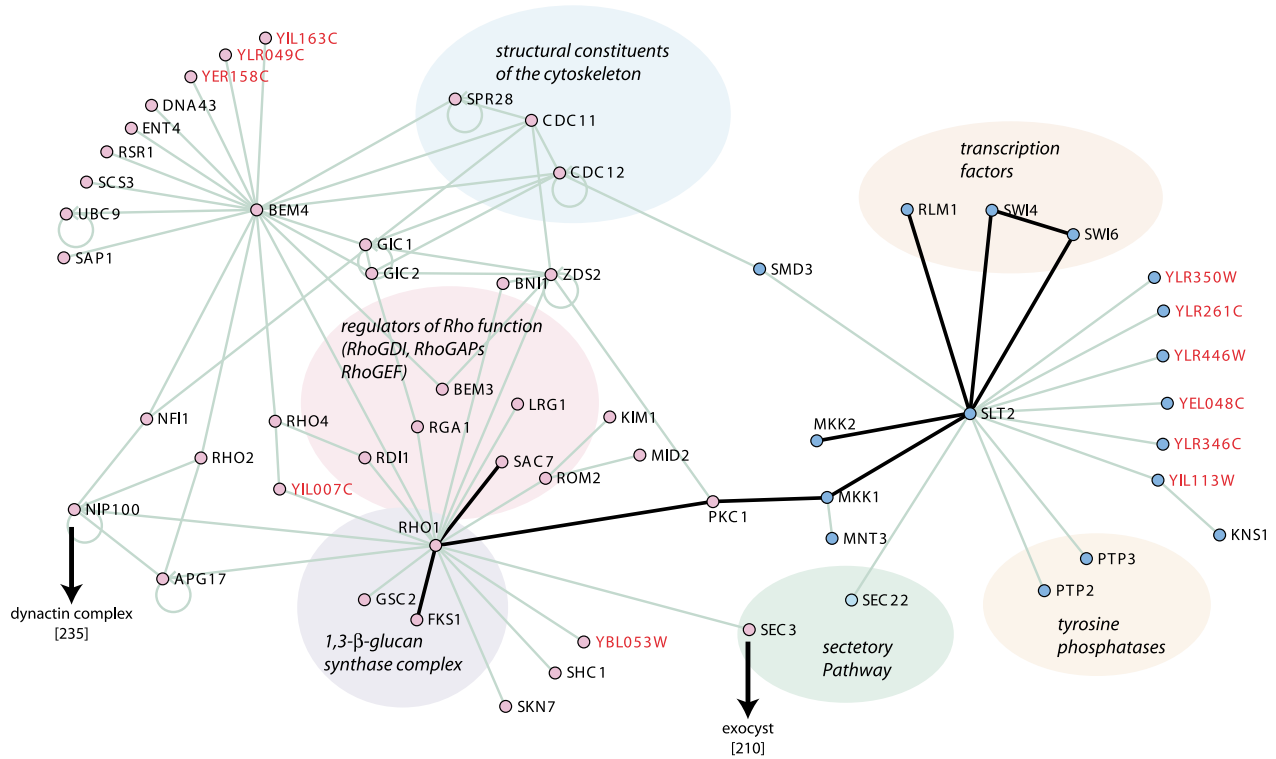 YIL163C
YLR049C
YER158C
DNA43
ENT4
RSR1
SCS3
UBC9
SAP1
BEM4
structural constituents
of the cytoskeleton
SPR28
CDC11
CDC12
transcription
factors
RLM1
SWI4
SWI6
GIC1
GIC2
BNI1
ZDS2
SMD3
YLR350W
YLR261C
YLR446W
YEL048C
YLR346C
YIL113W
KNS1
regulators of Rho function
(RhoGDI, RhoGAPs
RhoGEF)
BEM3
LRG1
RGA1
KIM1
SAC7
MID2
RDI1
ROM2
NFI1
RHO4
RHO2
YIL007C
NIP100
RHO1
PKC1
MKK2
MKK1
SLT2
MNT3
APG17
dynactin complex
[235]
GSC2
FKS1
1,3-β-glucan
synthase complex
YBL053W
SHC1
SKN7
SEC22
SEC3
sectetory
Pathway
exocyst
[210]
PTP3
PTP2
tyrosine
phosphatases